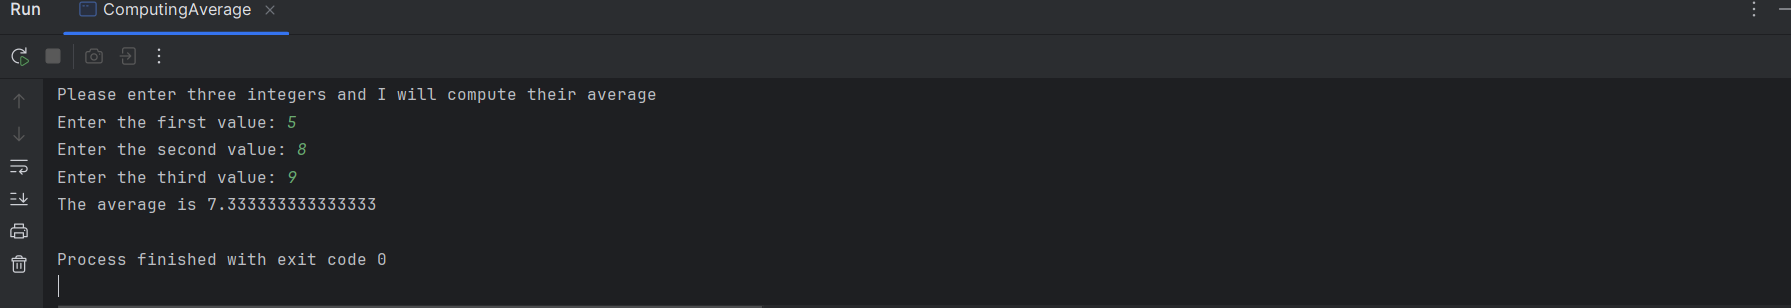 Run ComputingAverage
Please enter three integers and I will compute their average
Enter the first value: 5
Enter the second value: 8
Enter the third value: 9
The average is 7.333333333333333
Process finished with exit code 0